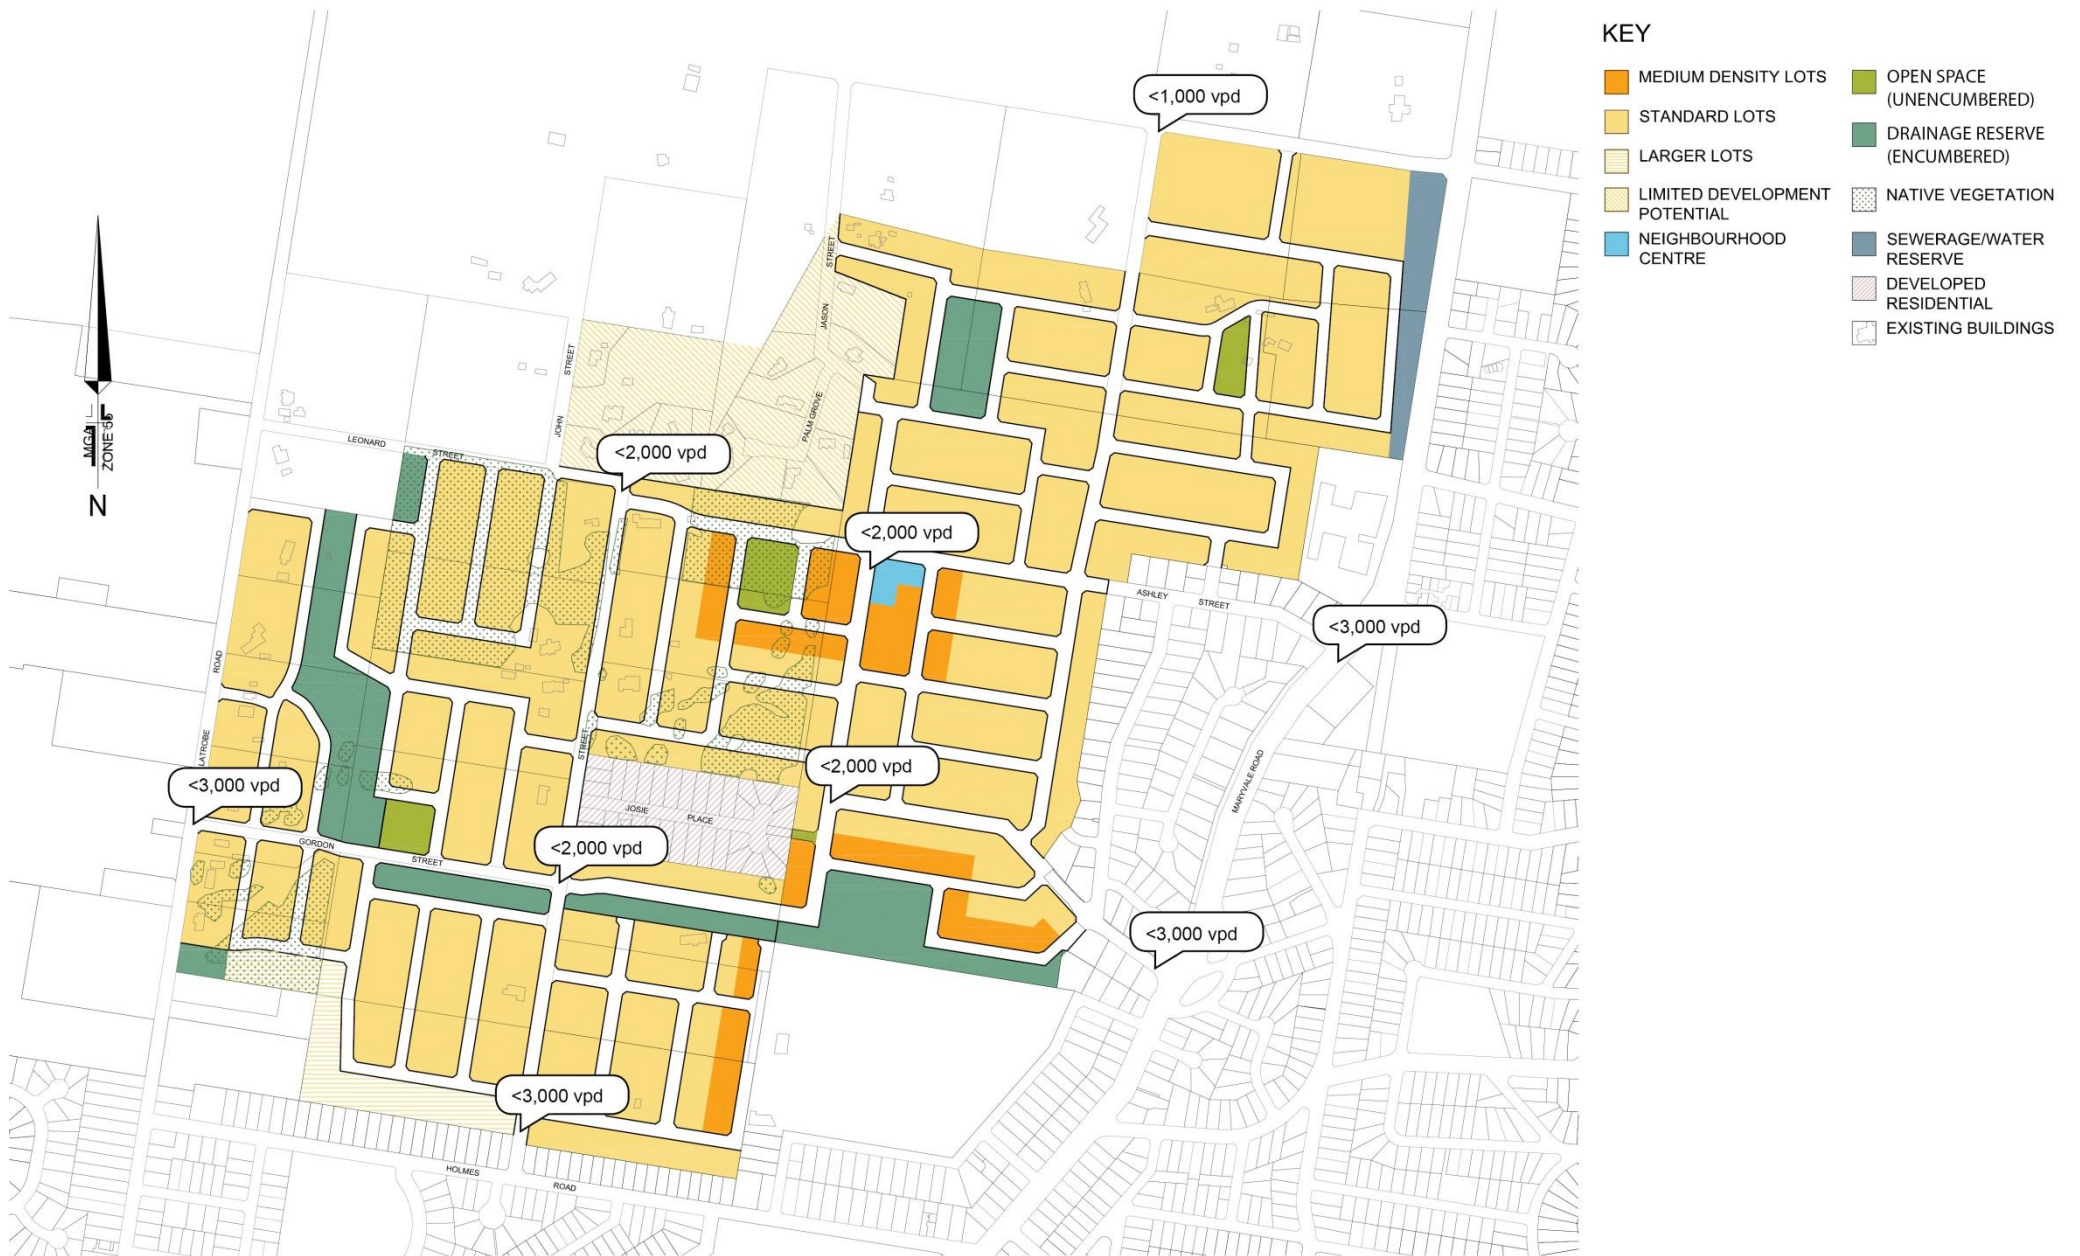 KEY
MEDIUM DENSITY LOTS
STANDARD LOTS
LARGER LOTS
LIMITED DEVELOPMENT
POTENTIAL
NEIGHBOURHOOD
CENTRE
OPEN SPACE
(UNENCUMBERED)
DRAINAGE RESERVE
(ENCUMBERED)
NATIVE VEGETATION
SEWERAGE/WATER
RESERVE
DEVELOPED
RESIDENTIAL
EXISTING BUILDINGS
<1,000 vpd
STREET
JASON
STREET
JOHN
PALM GROVE
LEONARD
STREET
<2,000 vpd
MGA
ZONE 55
N
<2,000 vpd
ASHLEY
STREET
<3,000 vpd
ROAD
LATROBE
STREET
<2,000 vpd
<3,000 vpd
MARYVALE ROAD
JOSIE
PLACE
GORDON
STREET
<2,000 vpd
<3,000 vpd
<3,000 vpd
HOLMES
ROAD